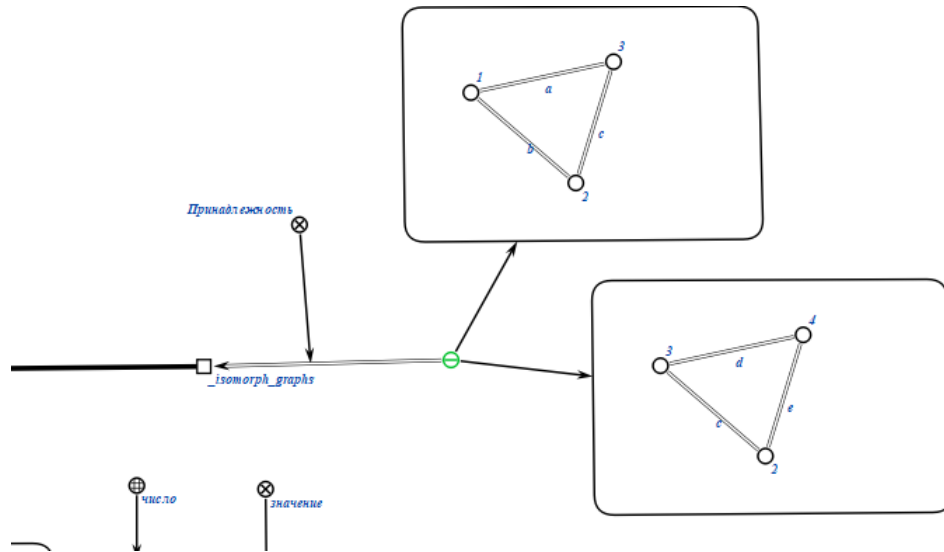 3
1
a
c
b
2
Принадлежность
4
3
d
_isomorph_graphs
e
c
2
число
значение